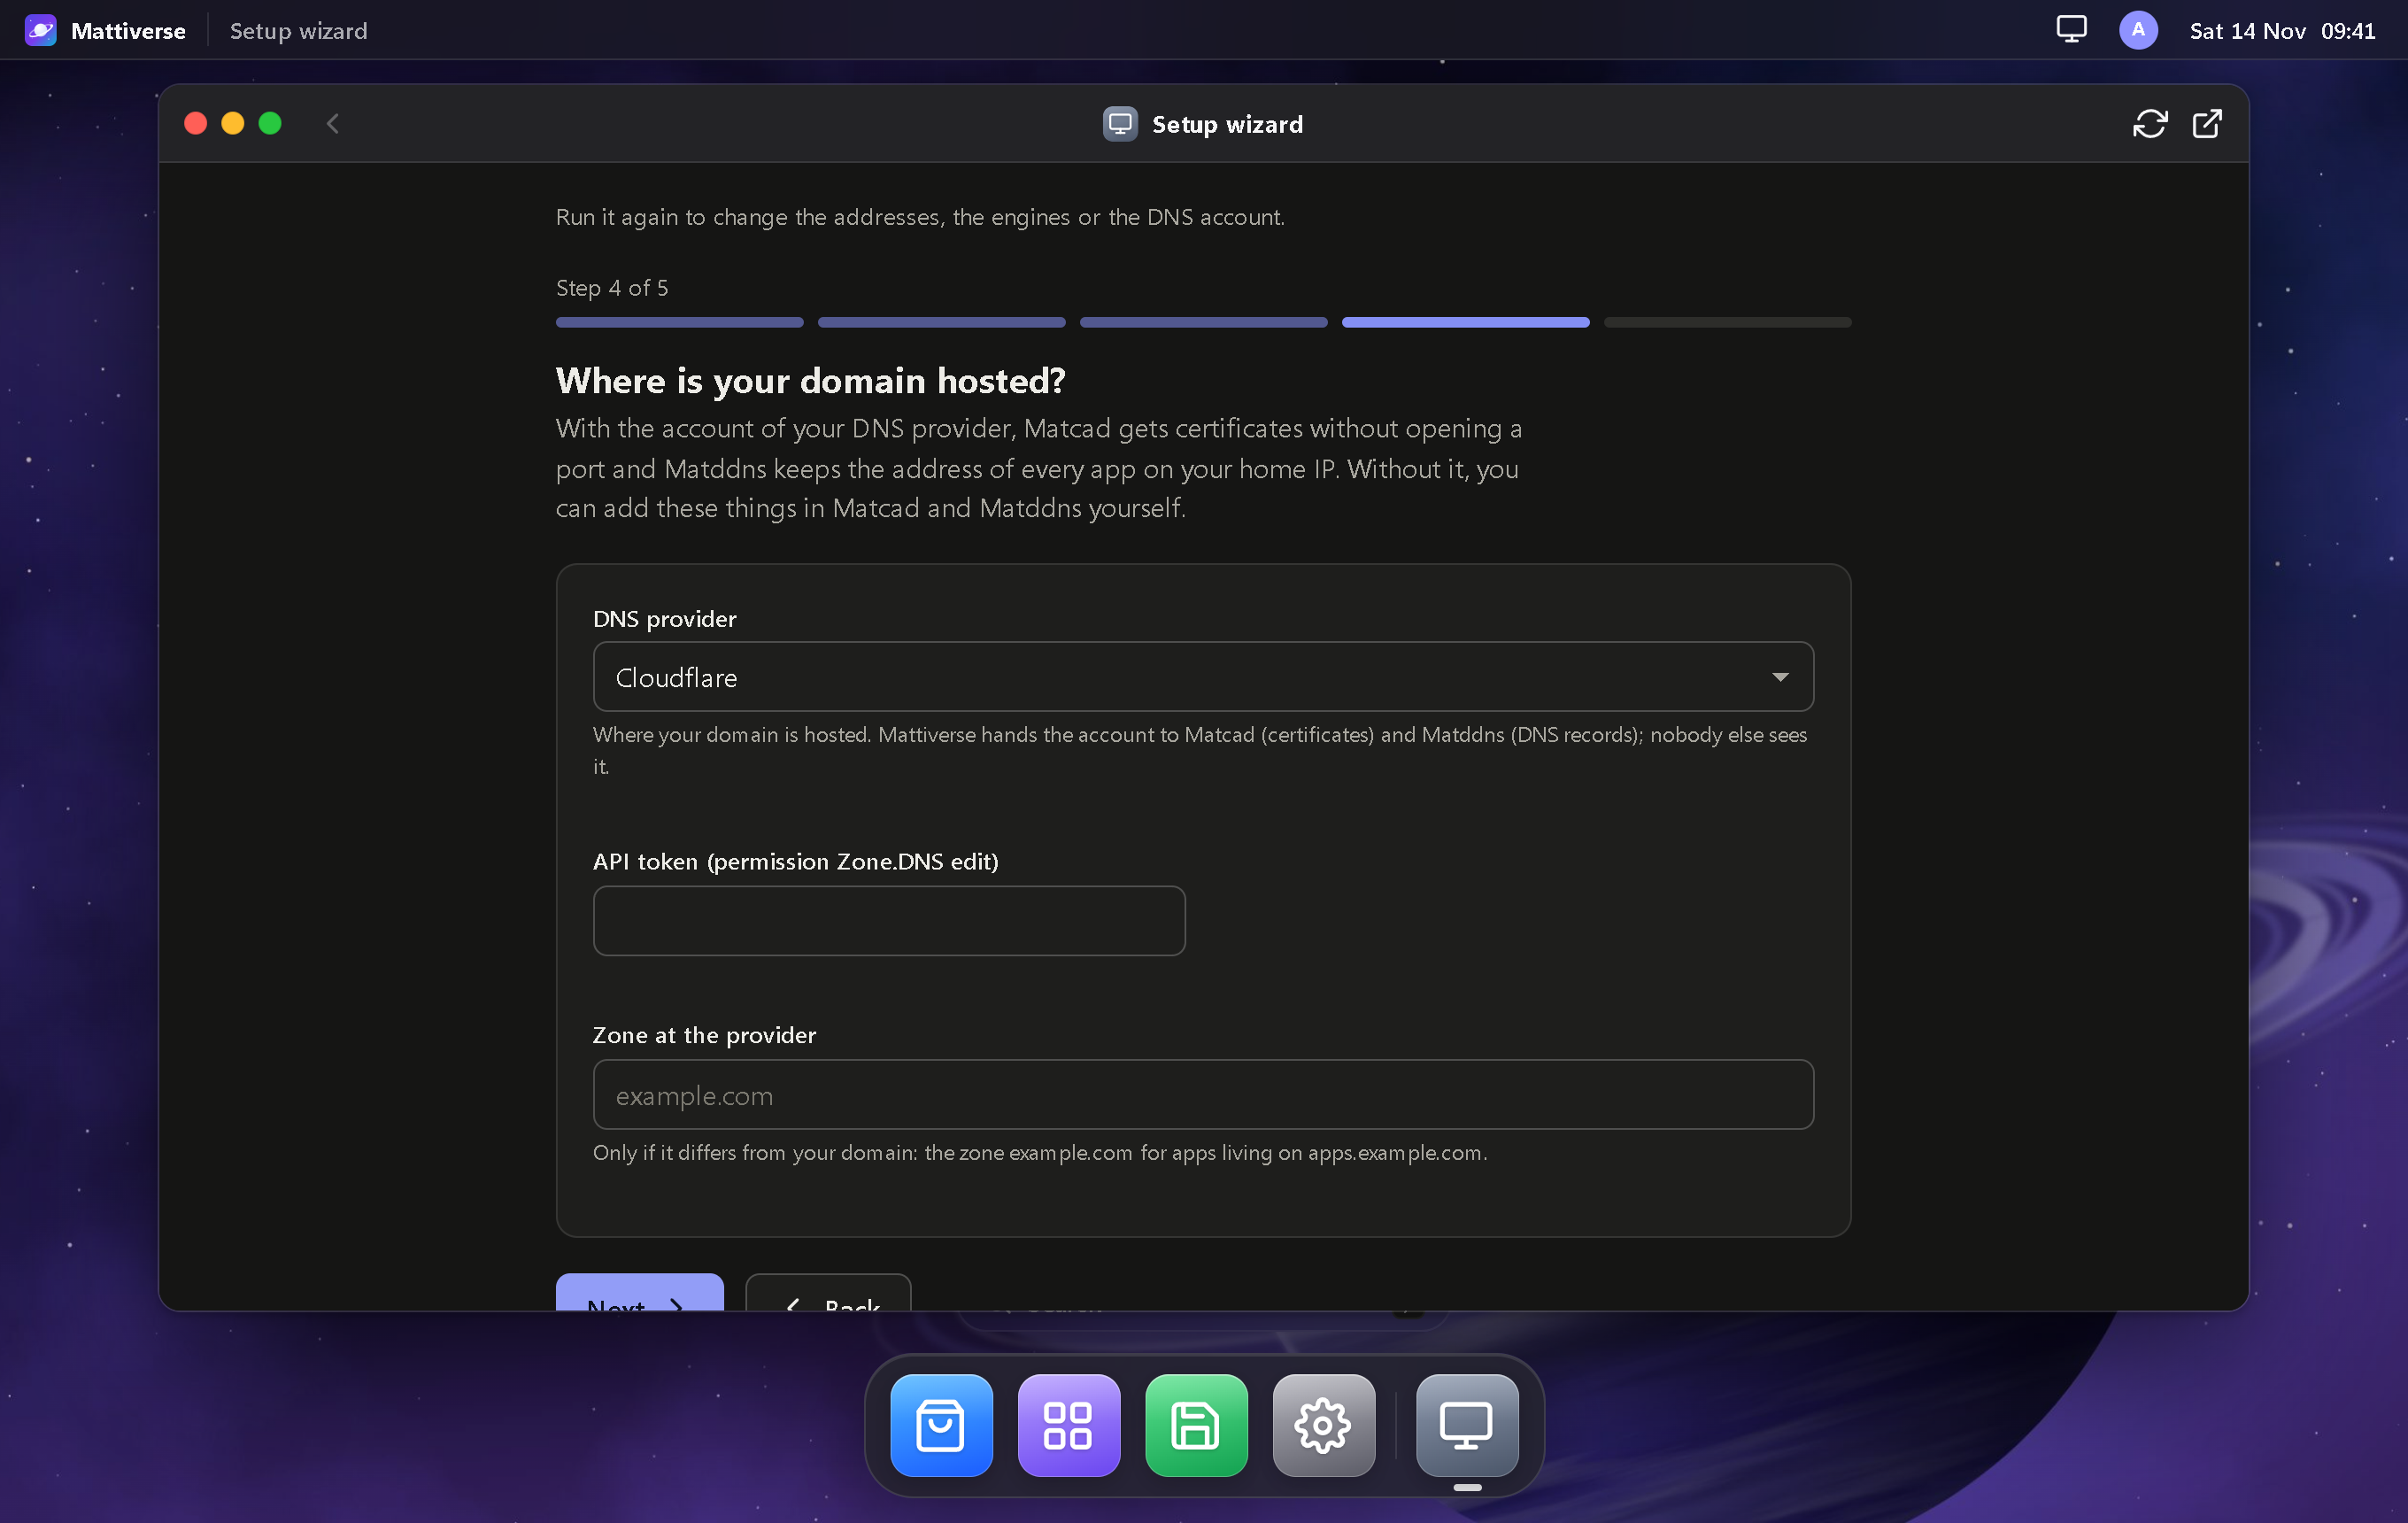 Mattiverse
Setup wizard
A
Sat 14 Nov 09:41
Setup wizard
Run it again to change the addresses, the engines or the DNS account.
Step 4 of 5
Where is your domain hosted?
With the account of your DNS provider, Matcad gets certificates without opening a
port and Matddns keeps the address of every app on your home IP. Without it, you
can add these things in Matcad and Matddns yourself.
DNS provider
Cloudflare
Where your domain is hosted. Mattiverse hands the account to Matcad (certificates) and Matddns (DNS records); nobody else sees
it.
API token (permission Zone.DNS edit)
Zone at the provider
example.com
Only if it differs from your domain: the zone example.com for apps living on apps.example.com.
Next
Back